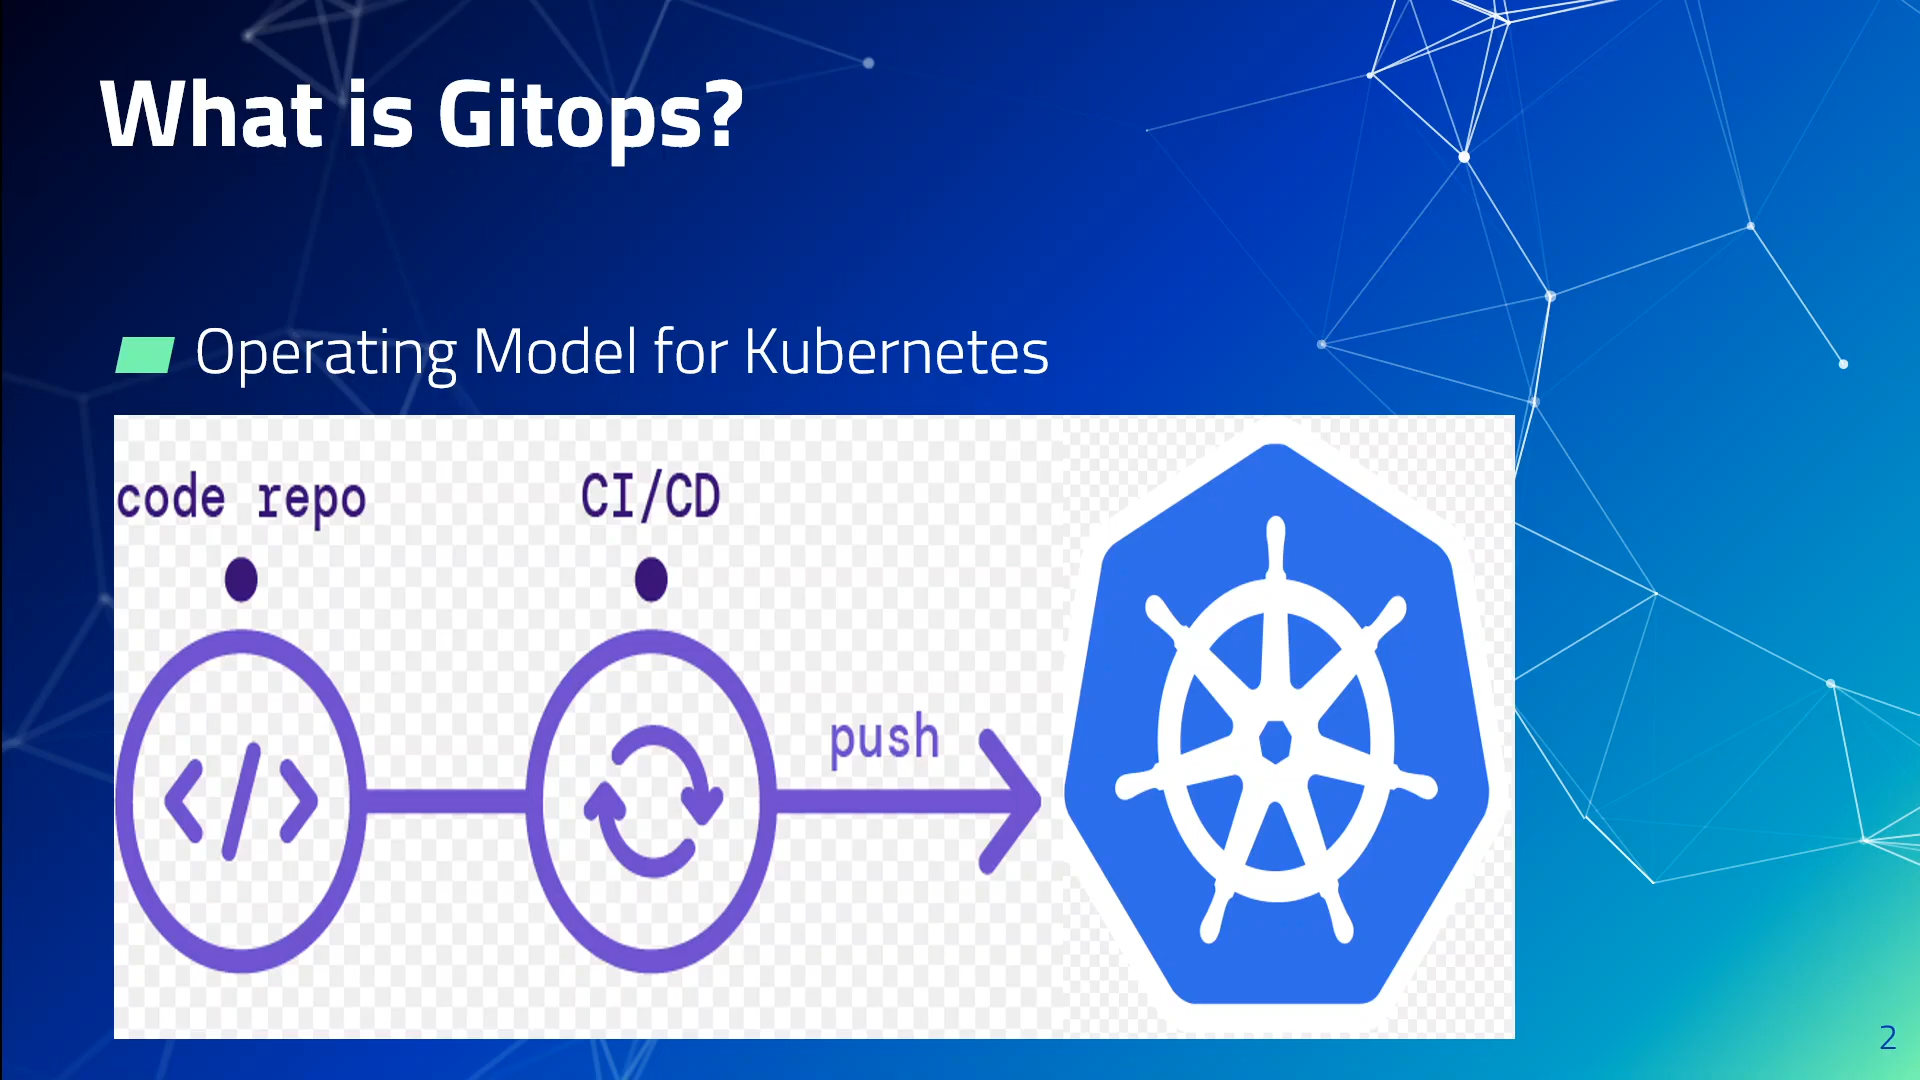 What is Gitops?
Operating Model for Kubernetes
code repo
CI/CD
</>
push
2